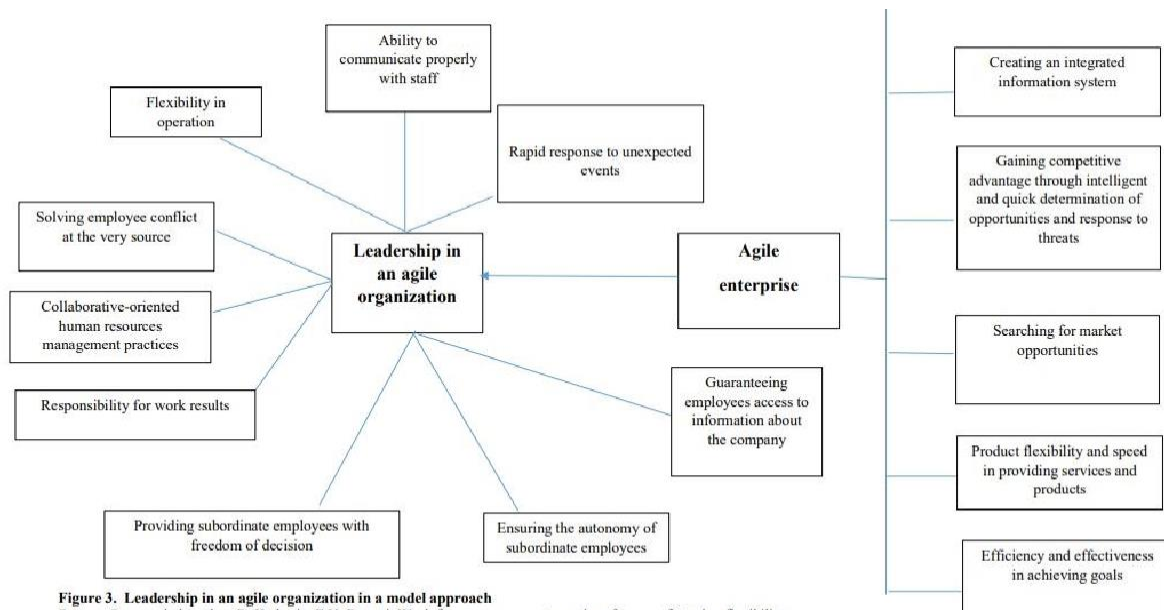 Ability to
communicate properly
with staff
Flexibility in
operation
Rapid response to unexpected
events
Solving employee conflict
at the very source
Collaborative-oriented
human resources
management practices
Responsibility for work results
Leadership in
an agile
organization
Agile
enterprise
Guaranteeing
employees access to
information about
the company
Providing subordinate employees with
freedom of decision
Ensuring the autonomy of
subordinate employees
Creating an integrated
information system
Gaining competitive
advantage through intelligent
and quick determination of
opportunities and response to
threats
Searching for market
opportunities
Product flexibility and speed
in providing services and
products
Efficiency and effectiveness
in achieving goals
Figure 3. Leadership in an agile organization in a model approach